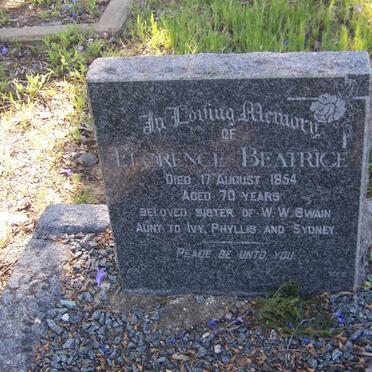 In Loving Memory
OF
FLORENCE BEATRICE
DIED 17 AUGUST 1954
AGED 70 YEARS
BELOVED SISTER OF W. W. SWAIN
AUNT TO IVY, PHYLLIS AND SYDNEY.
PEACE BE UNTO YOU